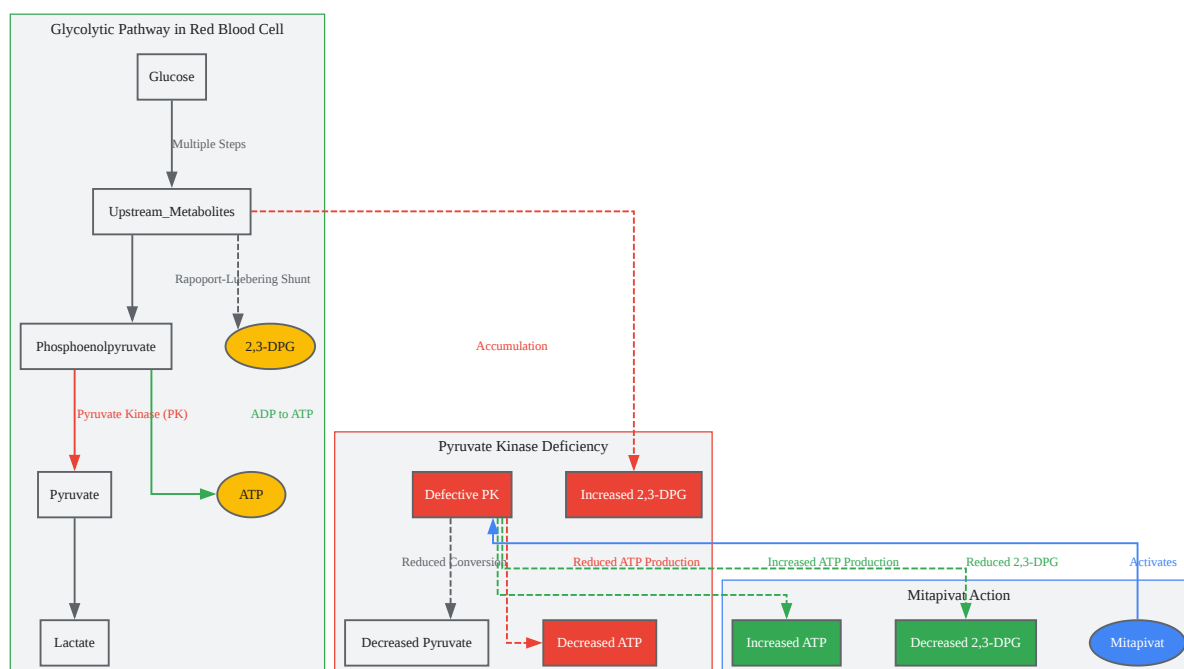 Glycolytic Pathway in Red Blood Cell
Glucose
Multiple Steps
Upstream_Metabolites
Rapoport-Luebering Shunt
Phosphoenolpyruvate
2,3-DPG
Accumulation
Pyruvate Kinase (PK)
ADP to ATP
Pyruvate Kinase Deficiency
Pyruvate
ATP
Defective PK
Increased 2,3-DPG
Reduced Conversion
Reduced ATP Production
Increased ATP Production
Reduced 2,3-DPG
Activates
Mitapivat Action
Lactate
Decreased Pyruvate
Decreased ATP
Increased ATP
Decreased 2,3-DPG
Mitapivat